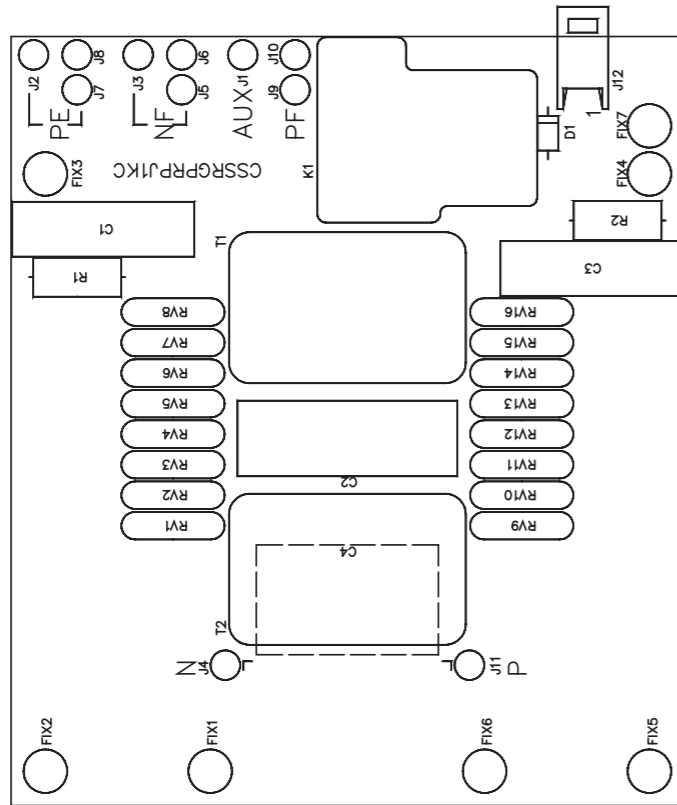 J2
J8
J3
J6
J1
J10
J12
J7
J5
J9
PE
NF
AUX
PF
1
D1
FIX7
FIX3
CSSRGPRPJ1KC
K1
FIX4
C1
T1
R2
R1
C3
RV8
RV16
RV7
RV15
RV6
RV14
RV5
RV13
RV4
RV12
RV3
RV11
C2
RV2
RV10
RV1
RV9
C4
T2
N
J4
J11
P
FIX2
FIX1
FIX6
FIX5